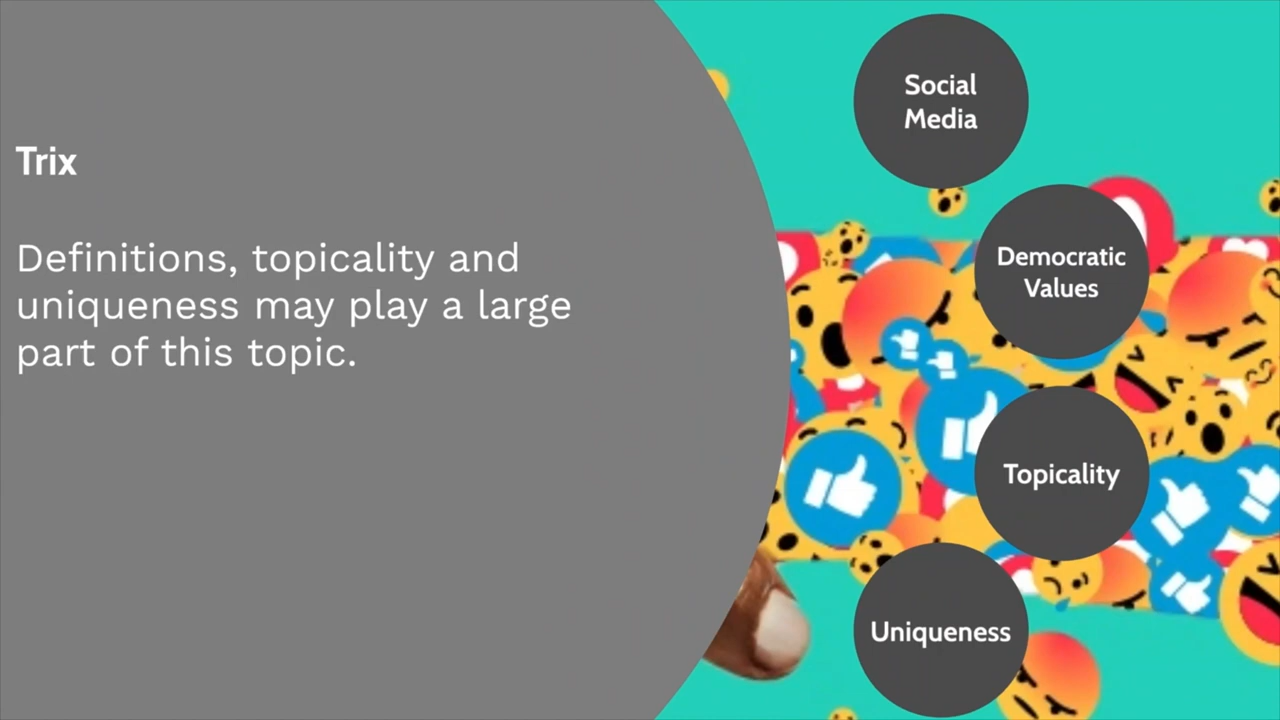 Trix
Definitions, topicality and
uniqueness may play a large
part of this topic.
Social
Media
Democratic
Values
Topicality
Uniqueness